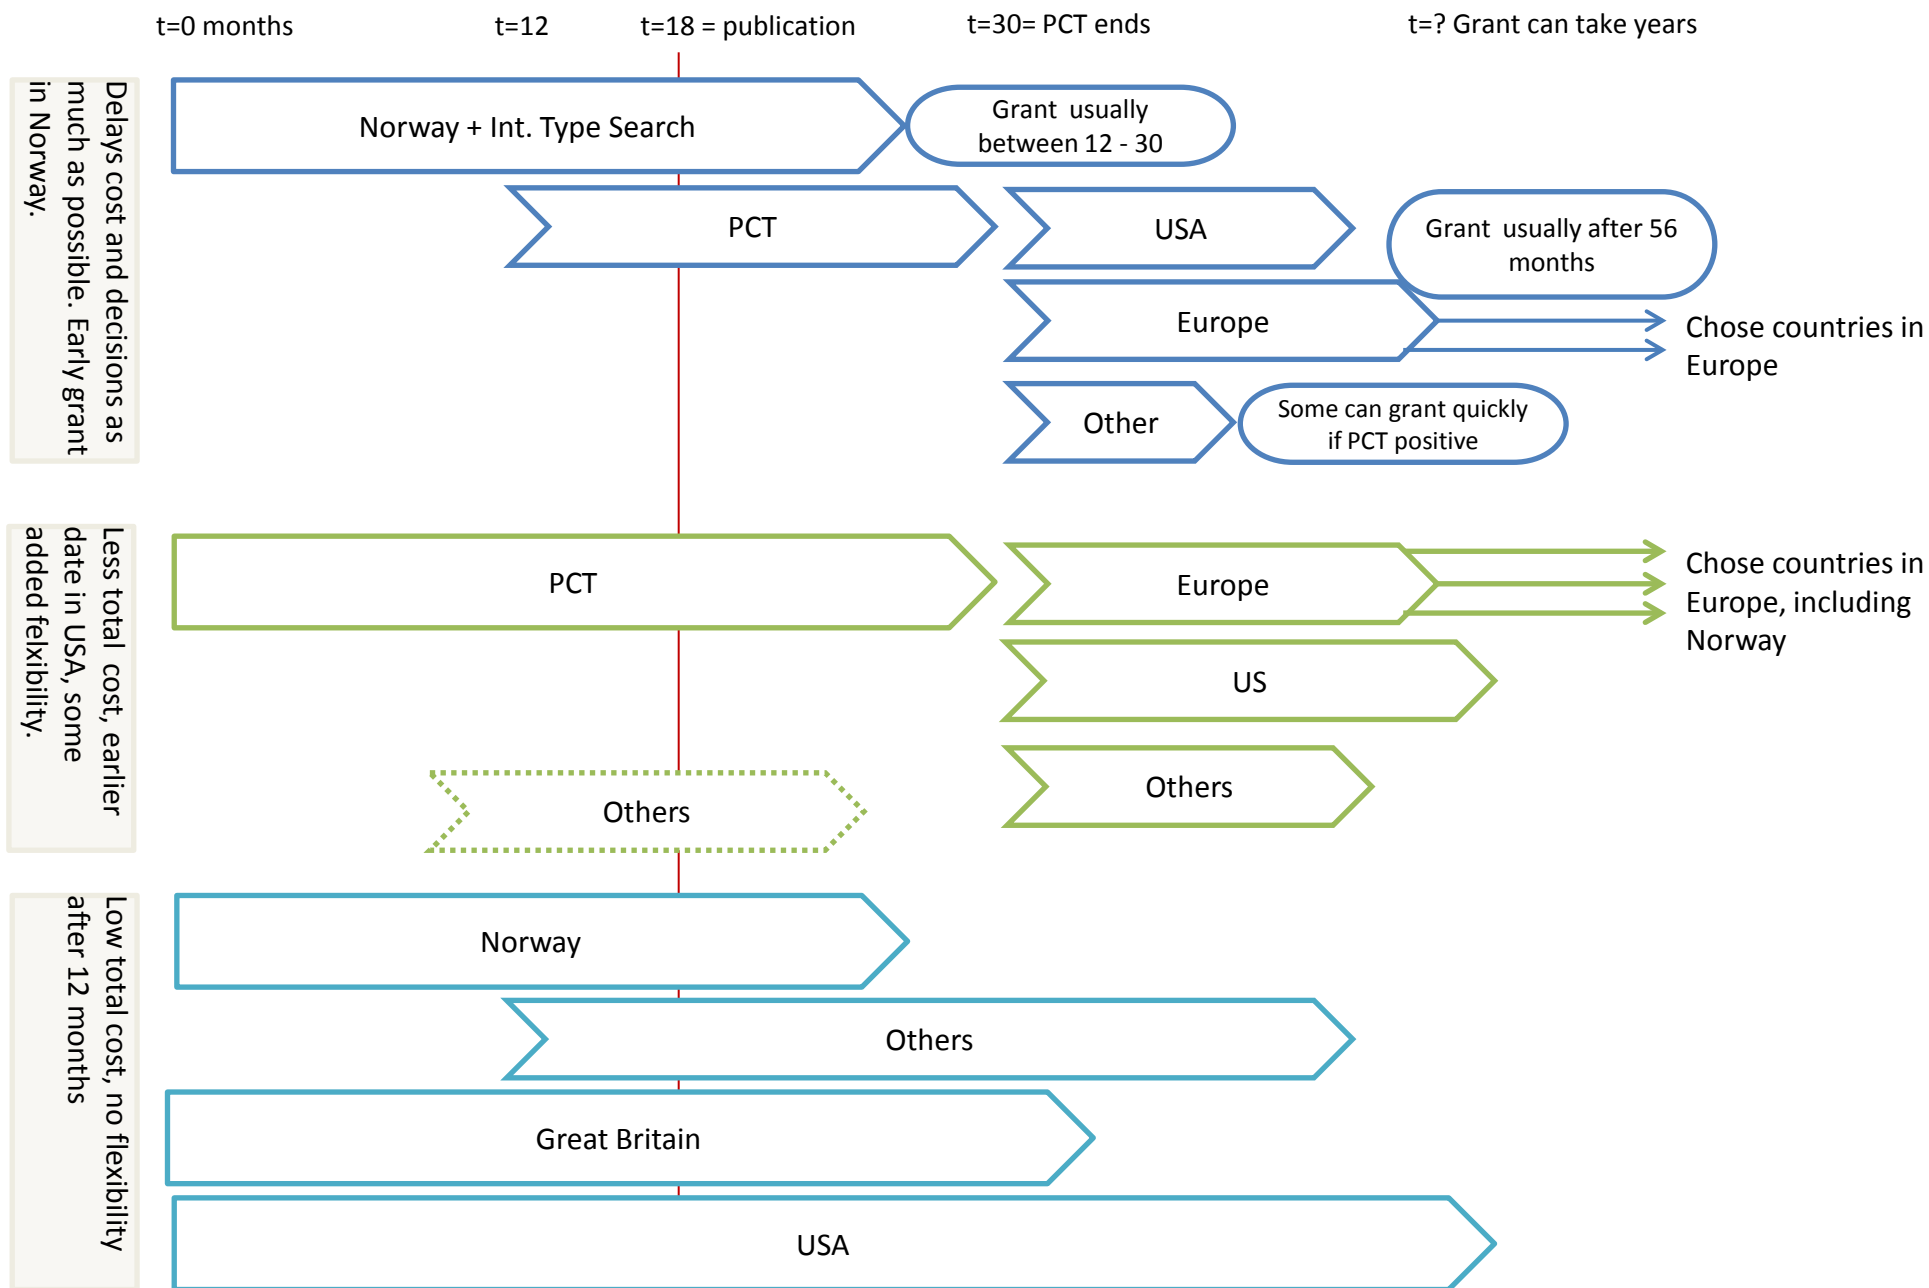 t=0 months
t=12
t=18 = publication
t=30= PCT ends
t=? Grant can take years
Delays cost and decisions as
much as possible. Early grant
in Norway.
Norway + Int. Type Search
Grant usually
between 12 - 30
PCT
USA
Grant usually after 56
months
Europe
Chose countries in
Europe
Other
Some can grant quickly
if PCT positive
Less total cost, earlier
date in USA, some
added felxibility.
PCT
Europe
Chose countries in
Europe, including
Norway
US
Others
Others
Low total cost, no flexibility
after 12 months
Norway
Others
Great Britain
USA